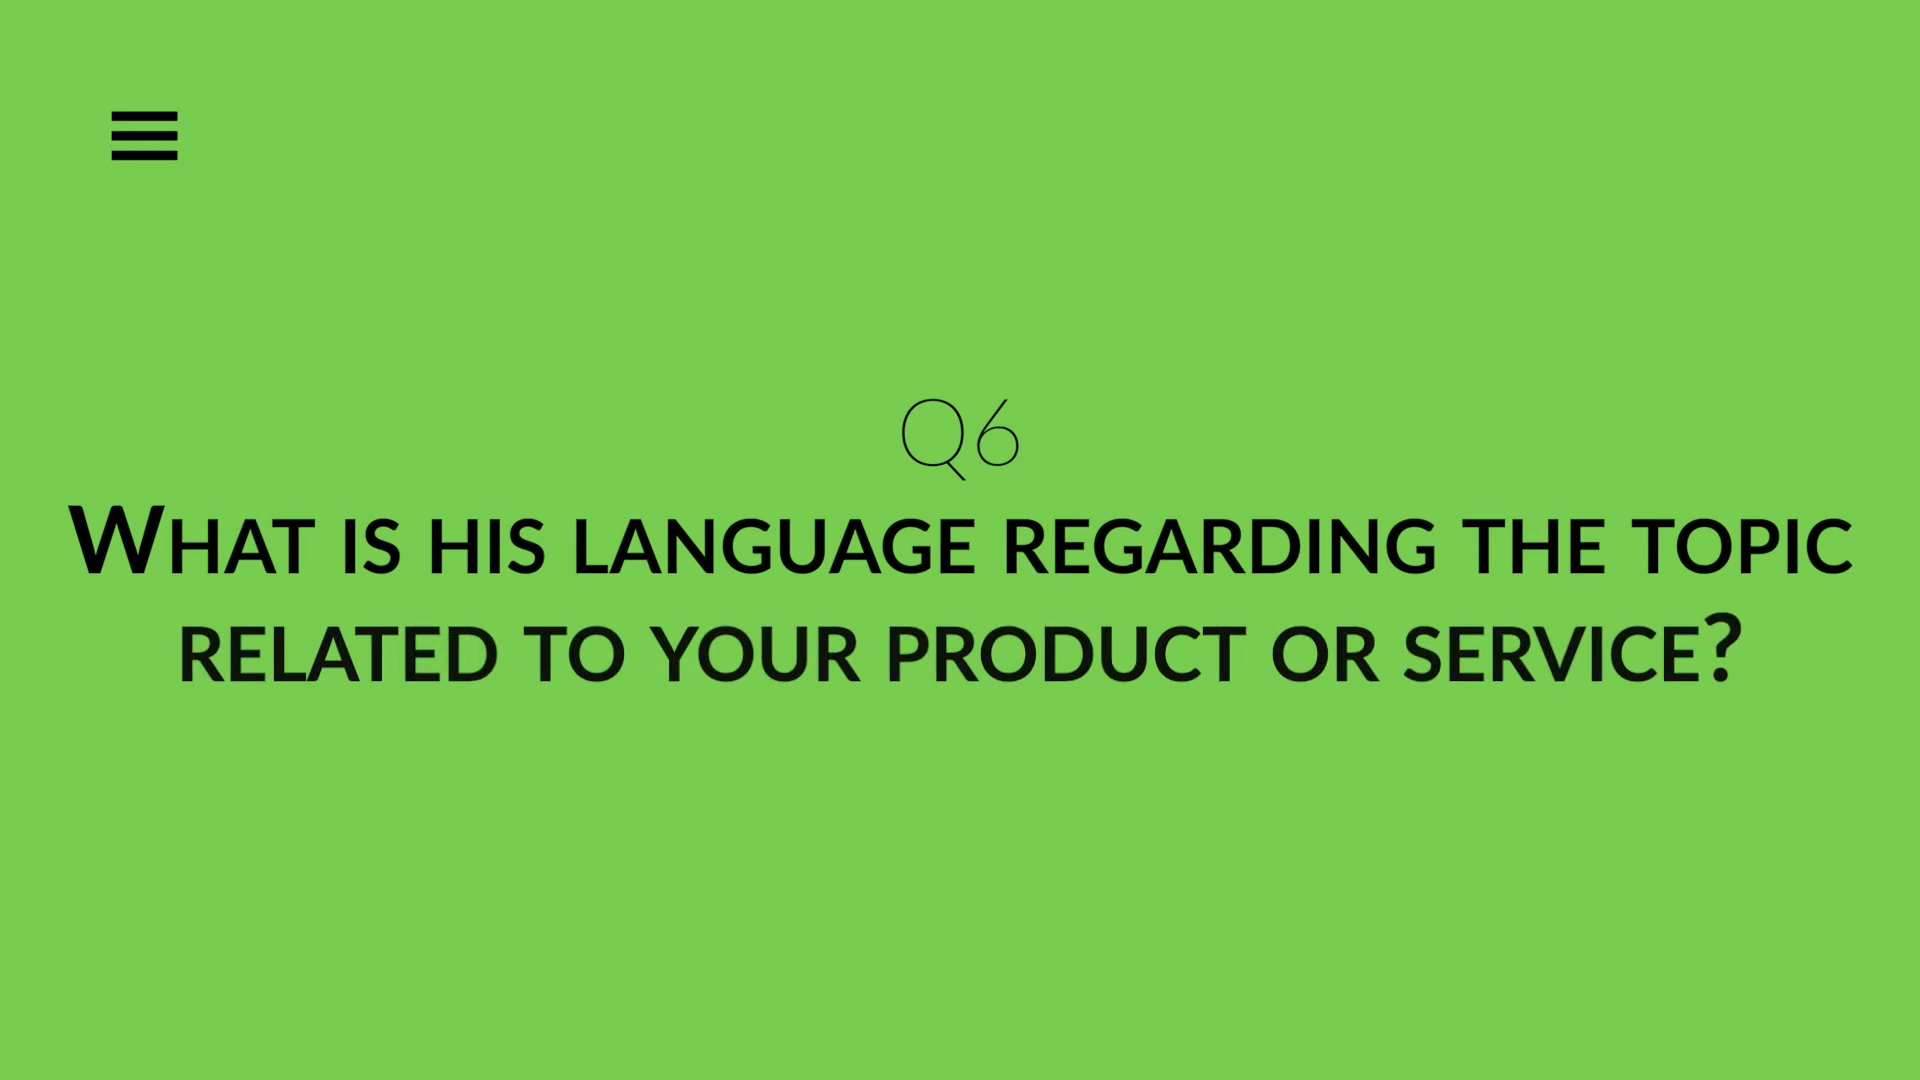 Q6
What is his language regarding the topic
related to your product or service?